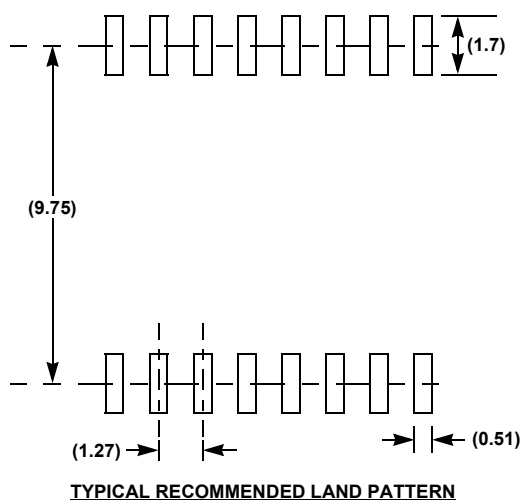 (1.7)
(9.75)
(1.27)
(0.51)
TYPICAL RECOMMENDED LAND PATTERN